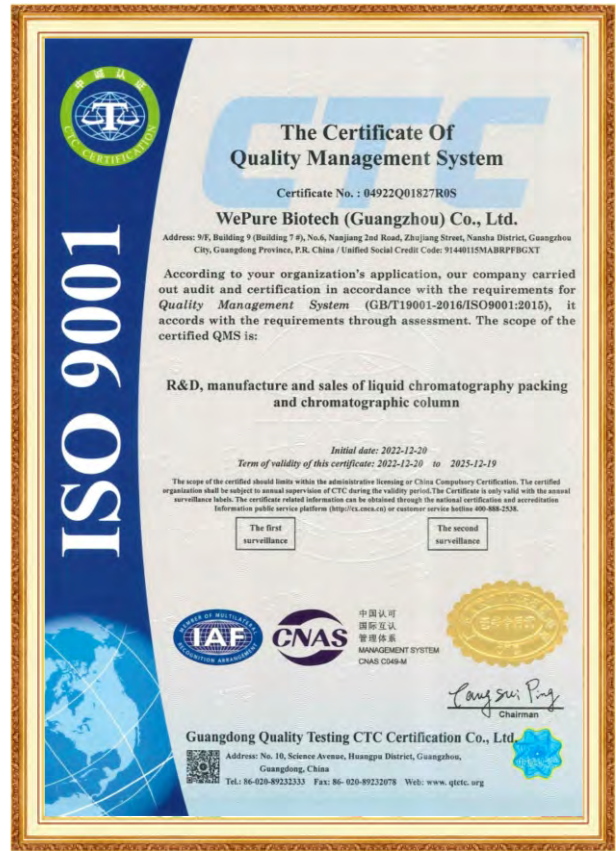 中诚认证
CTC CERTIFICATION
ISO 9001
CTC
The Certificate Of
Quality Management System
Certificate No. : 04922Q01827R0S
WePure Biotech (Guangzhou) Co., Ltd.
Address: 9/F, Building 9 (Building 7 #), No.6, Nanjiang 2nd Road, Zhujiang Street, Nansha District, Guangzhou
City, Guangdong Province, P.R. China / Unified Social Credit Code: 91440115MABRPFBGXT
According to your organization's application, our company carried
out audit and certification in accordance with the requirements for
Quality Management System (GB/T19001-2016/ISO9001:2015), it
accords with the requirements through assessment. The scope of the
certified QMS is:
R&D, manufacture and sales of liquid chromatography packing
and chromatographic column
Initial date: 2022-12-20
Term of validity of this certificate: 2022-12-20 to 2025-12-19
The scope of the certified should limits within the administrative licensing or China Compulsory Certification. The certified
organization shall be subject to annual supervision of CTC during the validity period.The Certificate is only valid with the annual
surveillance labels. The certificate related information can be obtained through the national certification and accreditation
Information public service platform (http://cx.cnca.cn) or customer service hotline 400-888-2538.
The first
surveillance
The second
surveillance
MEMBER OF MULTILATERAL
IAF
RECOGNITION ARRANGEMENT
CNAS
中国认可
国际互认
管理体系
MANAGEMENT SYSTEM
CNAS C049-M
Chairman
Guangdong Quality Testing CTC Certification Co., Ltd.
Address: No. 10, Science Avenue, Huangpu District, Guangzhou,
Guangdong, China
Tel.: 86-020-89232333 Fax: 86- 020-89232078 Web: www. qtctc. org